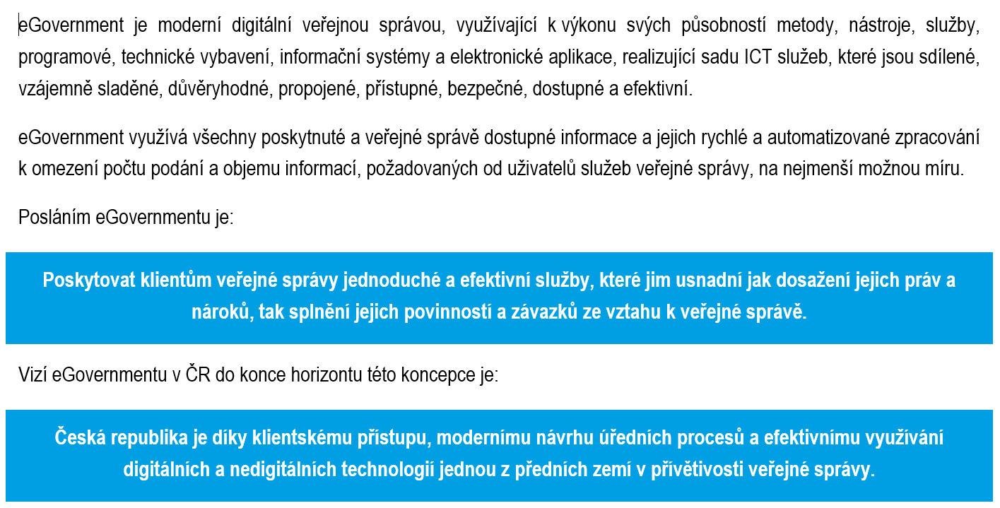 eGovernment je moderní digitální veřejnou správou, využívající k výkonu svých působností metody, nástroje, služby,
programové, technické vybavení, informační systémy a elektronické aplikace, realizující sadu ICT služeb, které jsou sdílené,
vzájemně sladěné, důvěryhodné, propojené, přístupné, bezpečné, dostupné a efektivní.
eGovernment využívá všechny poskytnuté a veřejné správě dostupné informace a jejich rychlé a automatizované zpracování
k omezení počtu podání a objemu informací, požadovaných od uživatelů služeb veřejné správy, na nejmenší možnou míru.
Posláním eGovernmentu je:
Poskytovat klientům veřejné správy jednoduché a efektivní služby, které jim usnadní jak dosažení jejich práv a
nároků, tak splnění jejich povinností a závazků ze vztahu k veřejné správě.
Vizí eGovernmentu v ČR do konce horizontu této koncepce je:
Česká republika je díky klientskému přístupu, modernímu návrhu úředních procesů a efektivnímu využívání
digitálních a nedigitálních technologií jednou z předních zemí v přívětivosti veřejné správy.